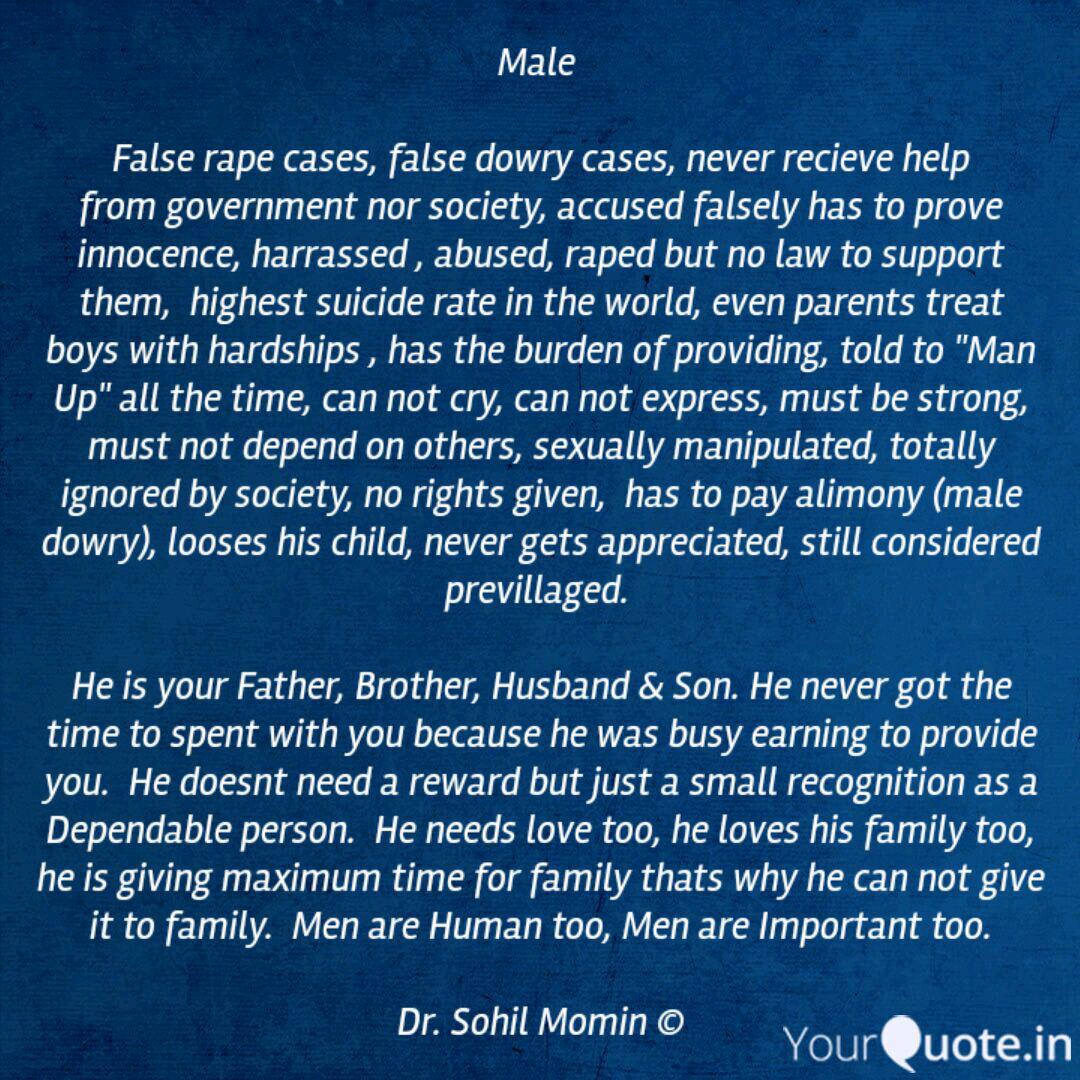 Male
False rape cases, false dowry cases, never recieve help
from government nor society, accused falsely has to prove
innocence, harrassed , abused, raped but no law to support
them, highest suicide rate in the world, even parents treat
boys with hardships , has the burden of providing, told to "Man
Up" all the time, can not cry, can not express, must be strong,
must not depend on others, sexually manipulated, totally
ignored by society, no rights given, has to pay alimony (male
dowry), looses his child, never gets appreciated, still considered
previllaged.
He is your Father, Brother, Husband & Son. He never got the
time to spent with you because he was busy earning to provide
you. He doesnt need a reward but just a small recognition as a
Dependable person. He needs love too, he loves his family too,
he is giving maximum time for family thats why he can not give
it to family. Men are Human too, Men are Important too.
Dr. Sohil Momin ©
YourQuote.in